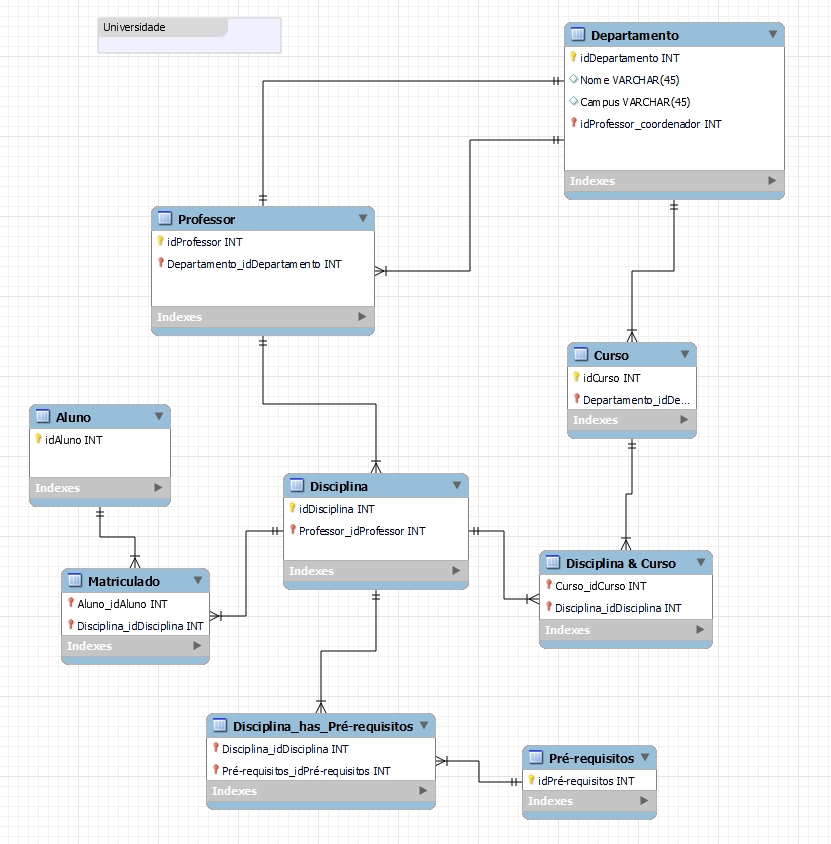 Universidade
Departamento
idDepartamento INT
Nome VARCHAR(45)
Campus VARCHAR(45)
idProfessor_coordenador INT
Indexes
Professor
idProfessor INT
Departamento_idDepartamento INT
Indexes
Curso
idCurso INT
Departamento_idDe...
Indexes
Aluno
idAluno INT
Indexes
Disciplina
idDisciplina INT
Professor_idProfessor INT
Indexes
Disciplina & Curso
Curso_idCurso INT
Disciplina_idDisciplina INT
Indexes
Matriculado
Aluno_idAluno INT
Disciplina_idDisciplina INT
Indexes
Disciplina_has_Pré-requisitos
Disciplina_idDisciplina INT
Pré-requisitos_idPré-requisitos INT
Indexes
Pré-requisitos
idPré-requisitos INT
Indexes